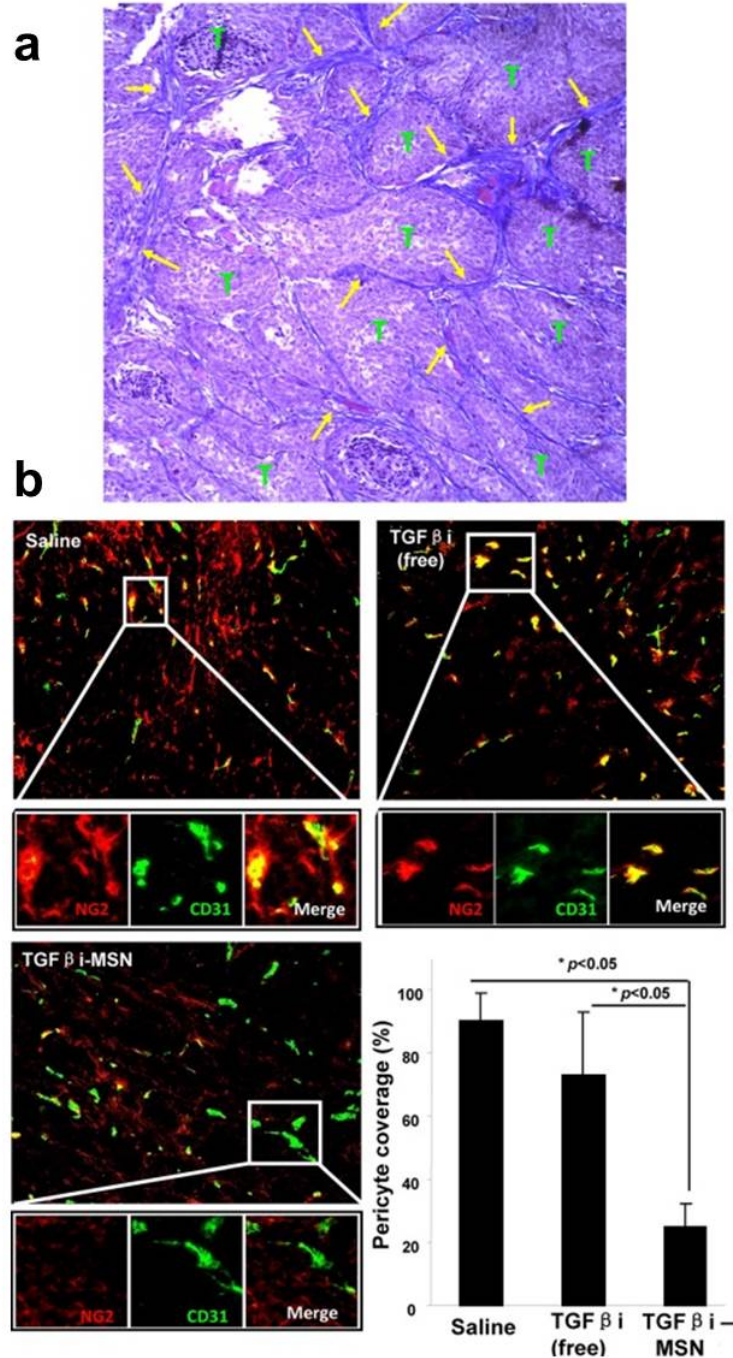 a
T
T
T
T
T
T
T
T
T
T
T
b
Saline
TGF β i
(free)
NG2
CD31
Merge
NG2
CD31
Merge
TGF β i-MSN
NG2
CD31
Merge
* p<0.05
* p<0.05
Pericyte coverage (%)
100
80
60
40
20
0
Saline
TGF β i
(free)
TGF β i–
MSN